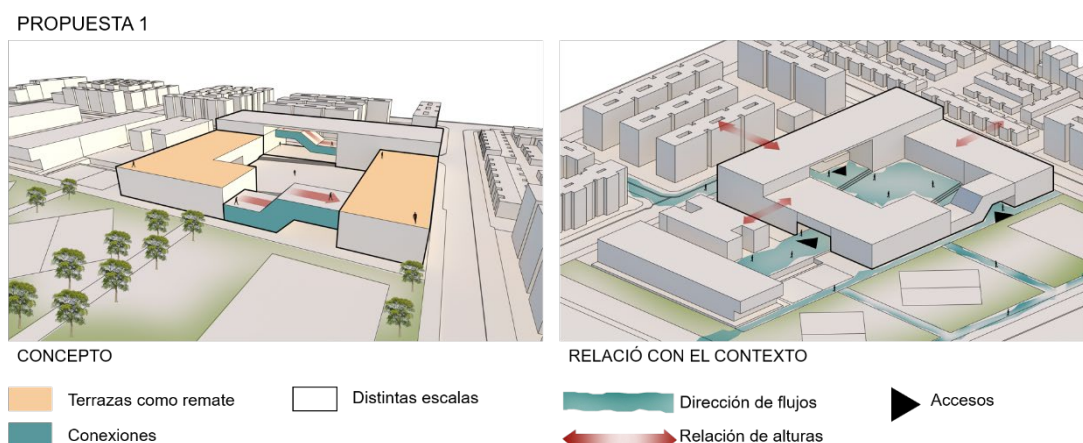 PROPUESTA 1
CONCEPTO
Terrazas como remate
Distintas escalas
Conexiones
RELACIÓ CON EL CONTEXTO
Dirección de flujos
Accesos
Relación de alturas